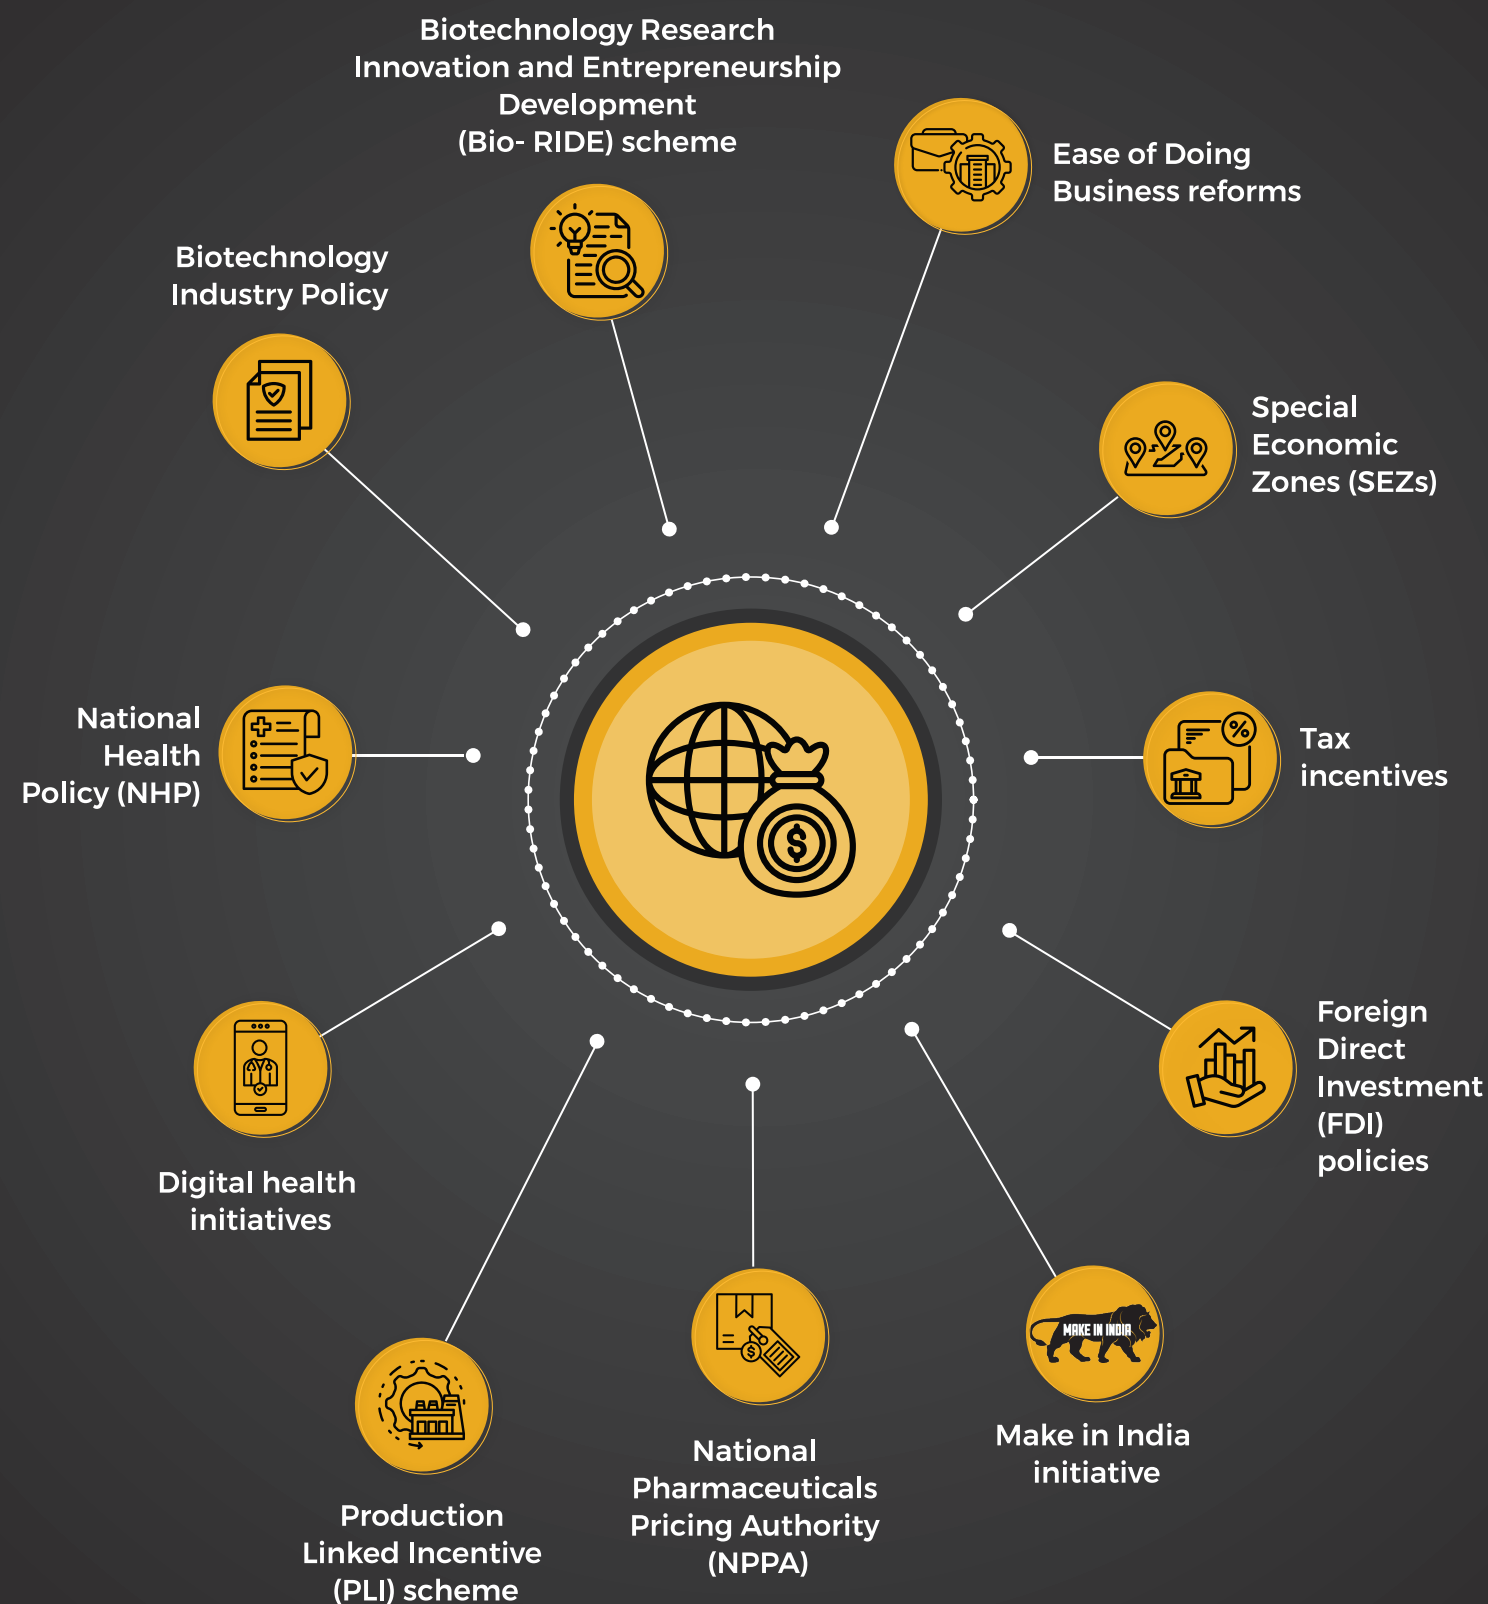 Biotechnology Research
Innovation and Entrepreneurship
Development
(Bio- RIDE) scheme
Ease of Doing
Business reforms
Biotechnology
Industry Policy
Special
Economic
Zones (SEZs)
National
Health
Policy (NHP)
%
Tax
incentives
$
Foreign
Direct
Investment
(FDI)
policies
Digital health
initiatives
$
MAKE IN INDIA
Make in India
initiative
National
Pharmaceuticals
Pricing Authority
(NPPA)
Production
Linked Incentive
(PLI) scheme